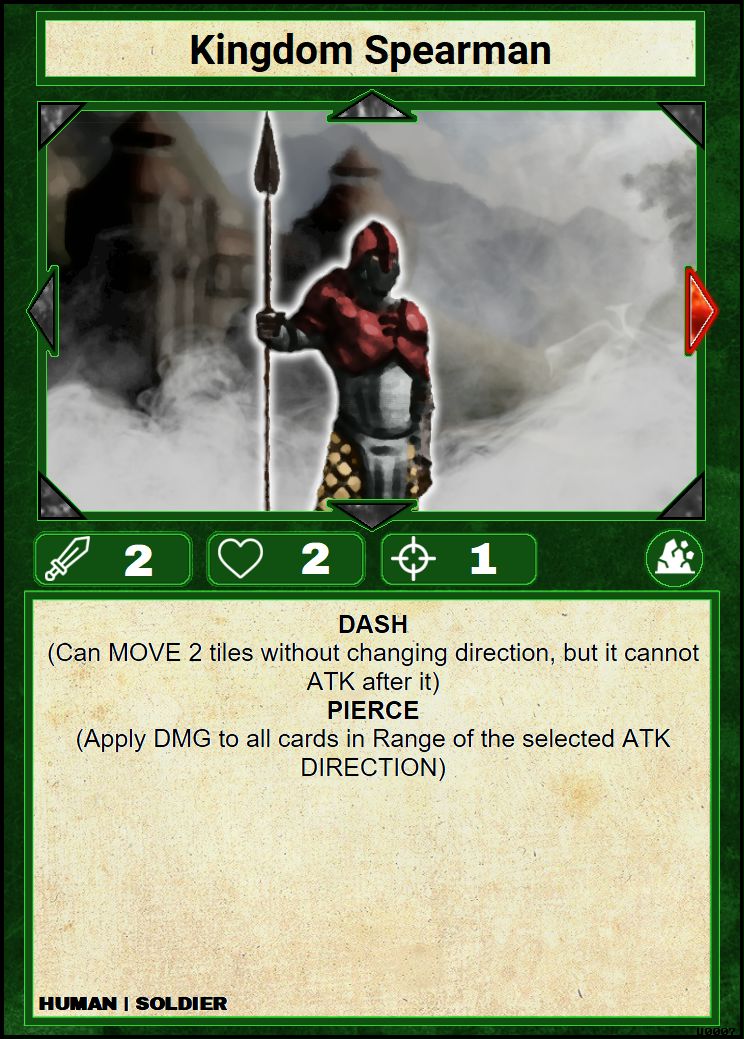 Kingdom Spearman
2 2 1
DASH
(Can MOVE 2 tiles without changing direction, but it cannot
ATK after it)
PIERCE
(Apply DMG to all cards in Range of the selected ATK
DIRECTION)
HUMAN | SOLDIER
U0007